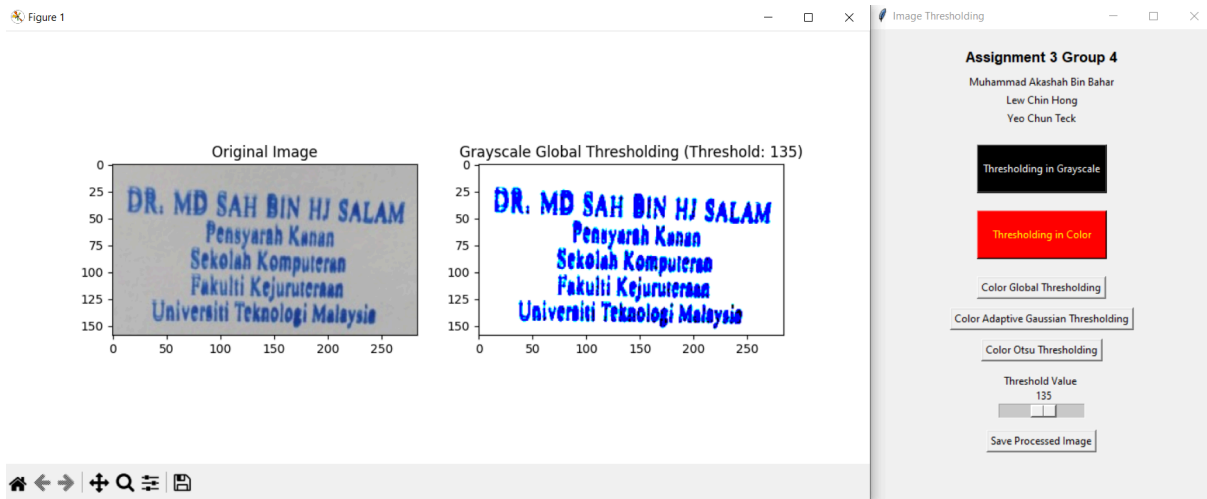 Figure 1
Original Image
0
25
50
75
100
125
150
0 50 100 150 200 250
DR. MD SAH BIN HJ SALAM
Pensyarah Kanan
Sekolah Komputeran
Fakulti Kejuruteraan
Universiti Teknologi Malaysia
Grayscale Global Thresholding (Threshold: 135)
0
25
50
75
100
125
150
0 50 100 150 200 250
DR. MD SAH BIN HJ SALAM
Pensyarah Kanan
Sekolah Komputeran
Fakulti Kejuruteraan
Universiti Teknologi Malaysia
Image Thresholding
Assignment 3 Group 4
Muhammad Akashah Bin Bahar
Lew Chin Hong
Yeo Chun Teck
Thresholding in Grayscale
Thresholding in Color
Color Global Thresholding
Color Adaptive Gaussian Thresholding
Color Otsu Thresholding
Threshold Value
135
Save Processed Image